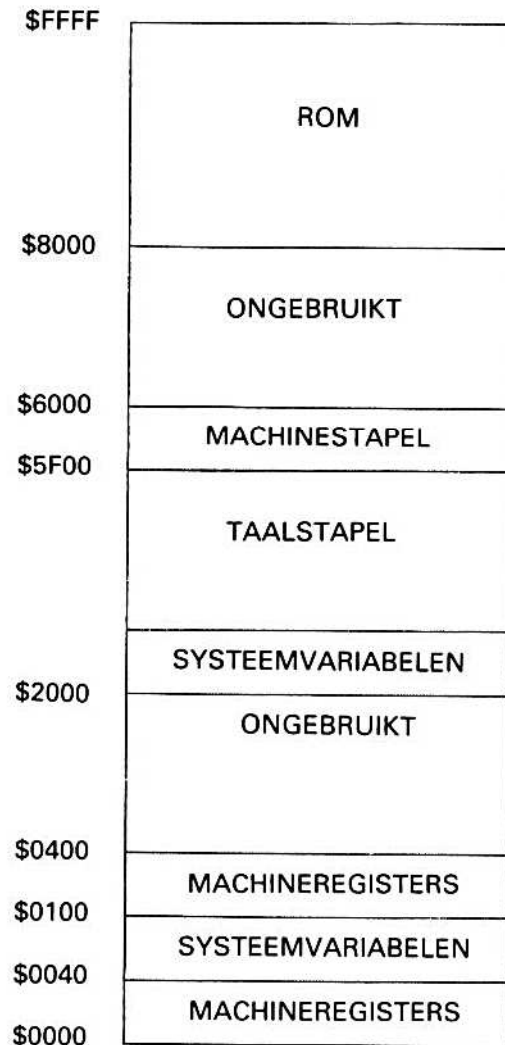 $FFFF
ROM
$8000
ONGEBRUIKT
$6000
MACHINESTAPEL
$5F00
TAALSTAPEL
SYSTEEMVARIABELEN
$2000
ONGEBRUIKT
$0400
MACHINEREGISTERS
$0100
SYSTEEMVARIABELEN
$0040
MACHINEREGISTERS
$0000